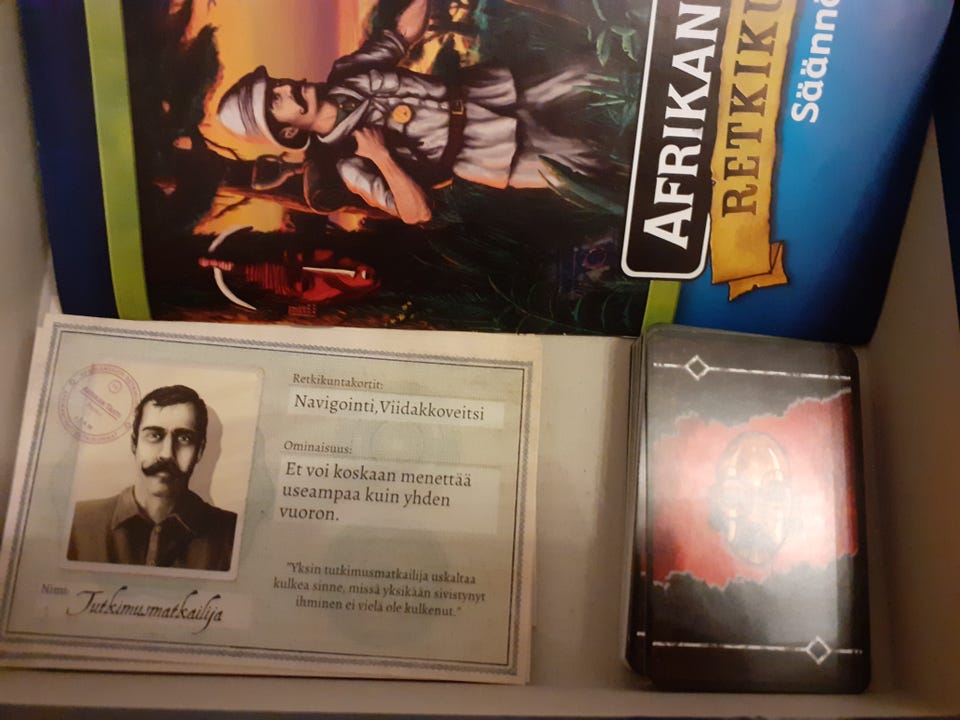 AFRIKAN
RETKIKU
Säännö
Retkikuntakortit:
Navigointi,Viidakkoveitsi
Ominaisuus:
Et voi koskaan menettää
useampaa kuin yhden
vuoron.
"Yksin tutkimusmatkailija uskaltaa
kulkea sinne, missä yksikään sivistynyt
ihminen ei vielä ole kulkenut."
Nimi:
Tutkimusmatkailija